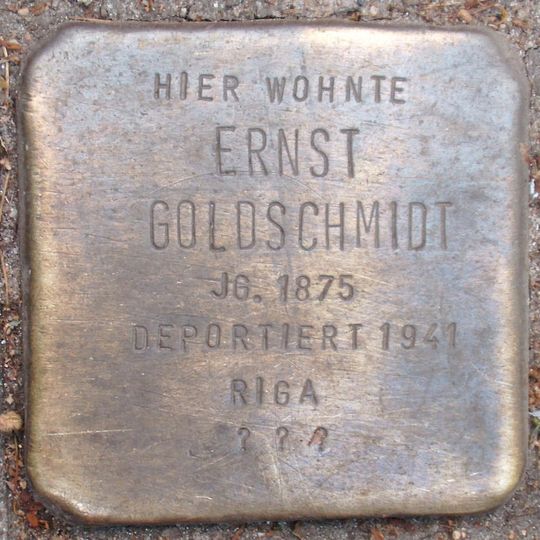 HIER WOHNTE
ERNST
GOLDSCHMIDT
JG. 1875
DEPORTIERT 1941
RIGA
? ? ?